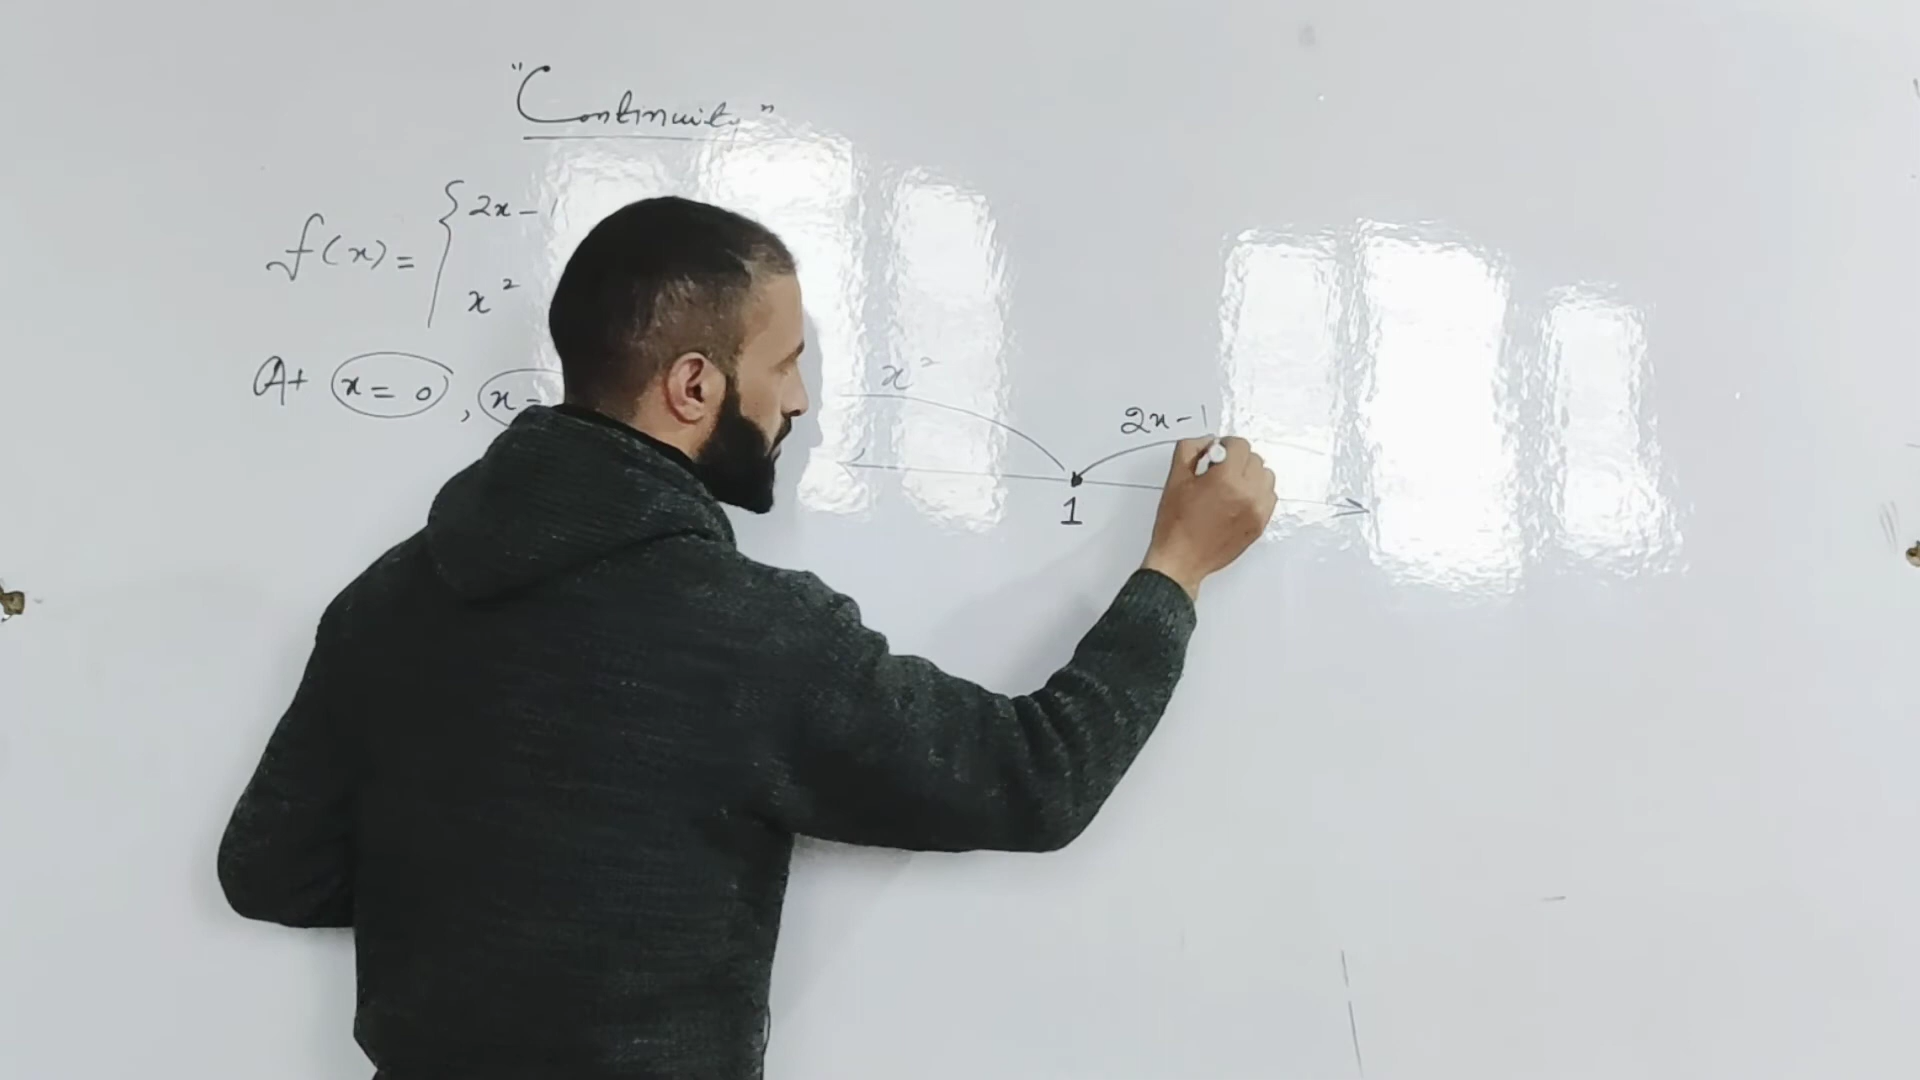 "Continuity"
f(x) = { 2x - 1
x²
At x = 0 , x =
x²
2x - 1
1